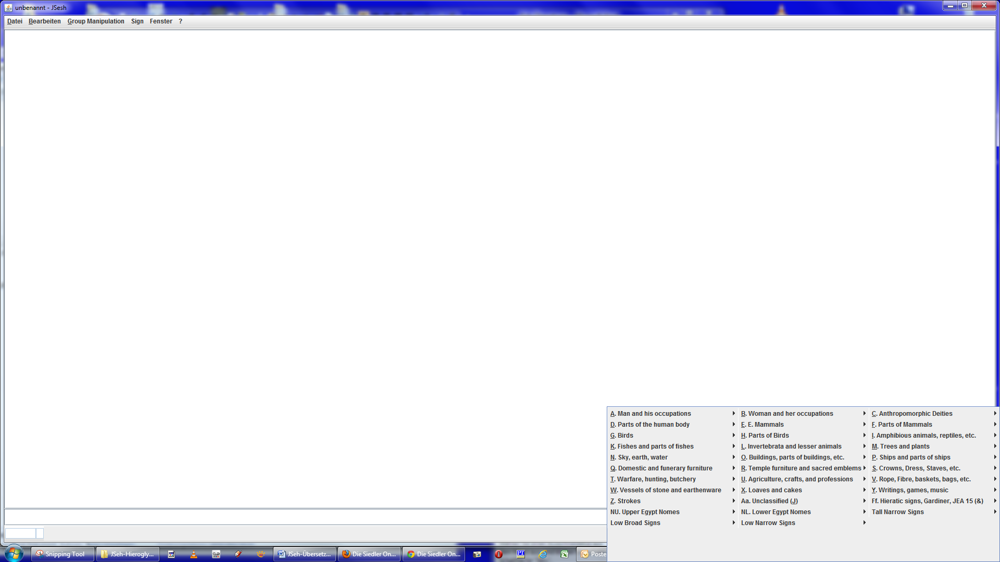 unbenannt - JSesh
Datei Bearbeiten Group Manipulation Sign Fenster ?
A. Man and his occupations B. Woman and her occupations C. Anthropomorphic Deities
D. Parts of the human body E. E. Mammals F. Parts of Mammals
G. Birds H. Parts of Birds I. Amphibious animals, reptiles, etc.
K. Fishes and parts of fishes L. Invertebrata and lesser animals M. Trees and plants
N. Sky, earth, water O. Buildings, parts of buildings, etc. P. Ships and parts of ships
Q. Domestic and funerary furniture R. Temple furniture and sacred emblems S. Crowns, Dress, Staves, etc.
T. Warfare, hunting, butchery U. Agriculture, crafts, and professions V. Rope, Fibre, baskets, bags, etc.
W. Vessels of stone and earthenware X. Loaves and cakes Y. Writings, games, music
Z. Strokes Aa. Unclassified (J) Ff. Hieratic signs, Gardiner, JEA 15 (&)
NU. Upper Egypt Nomes NL. Lower Egypt Nomes Tall Narrow Signs
Low Broad Signs Low Narrow Signs
Snipping Tool JSeh-Hierogly... JSeh-Übersetz... Die Siedler On... Die Siedler On... PT Poste